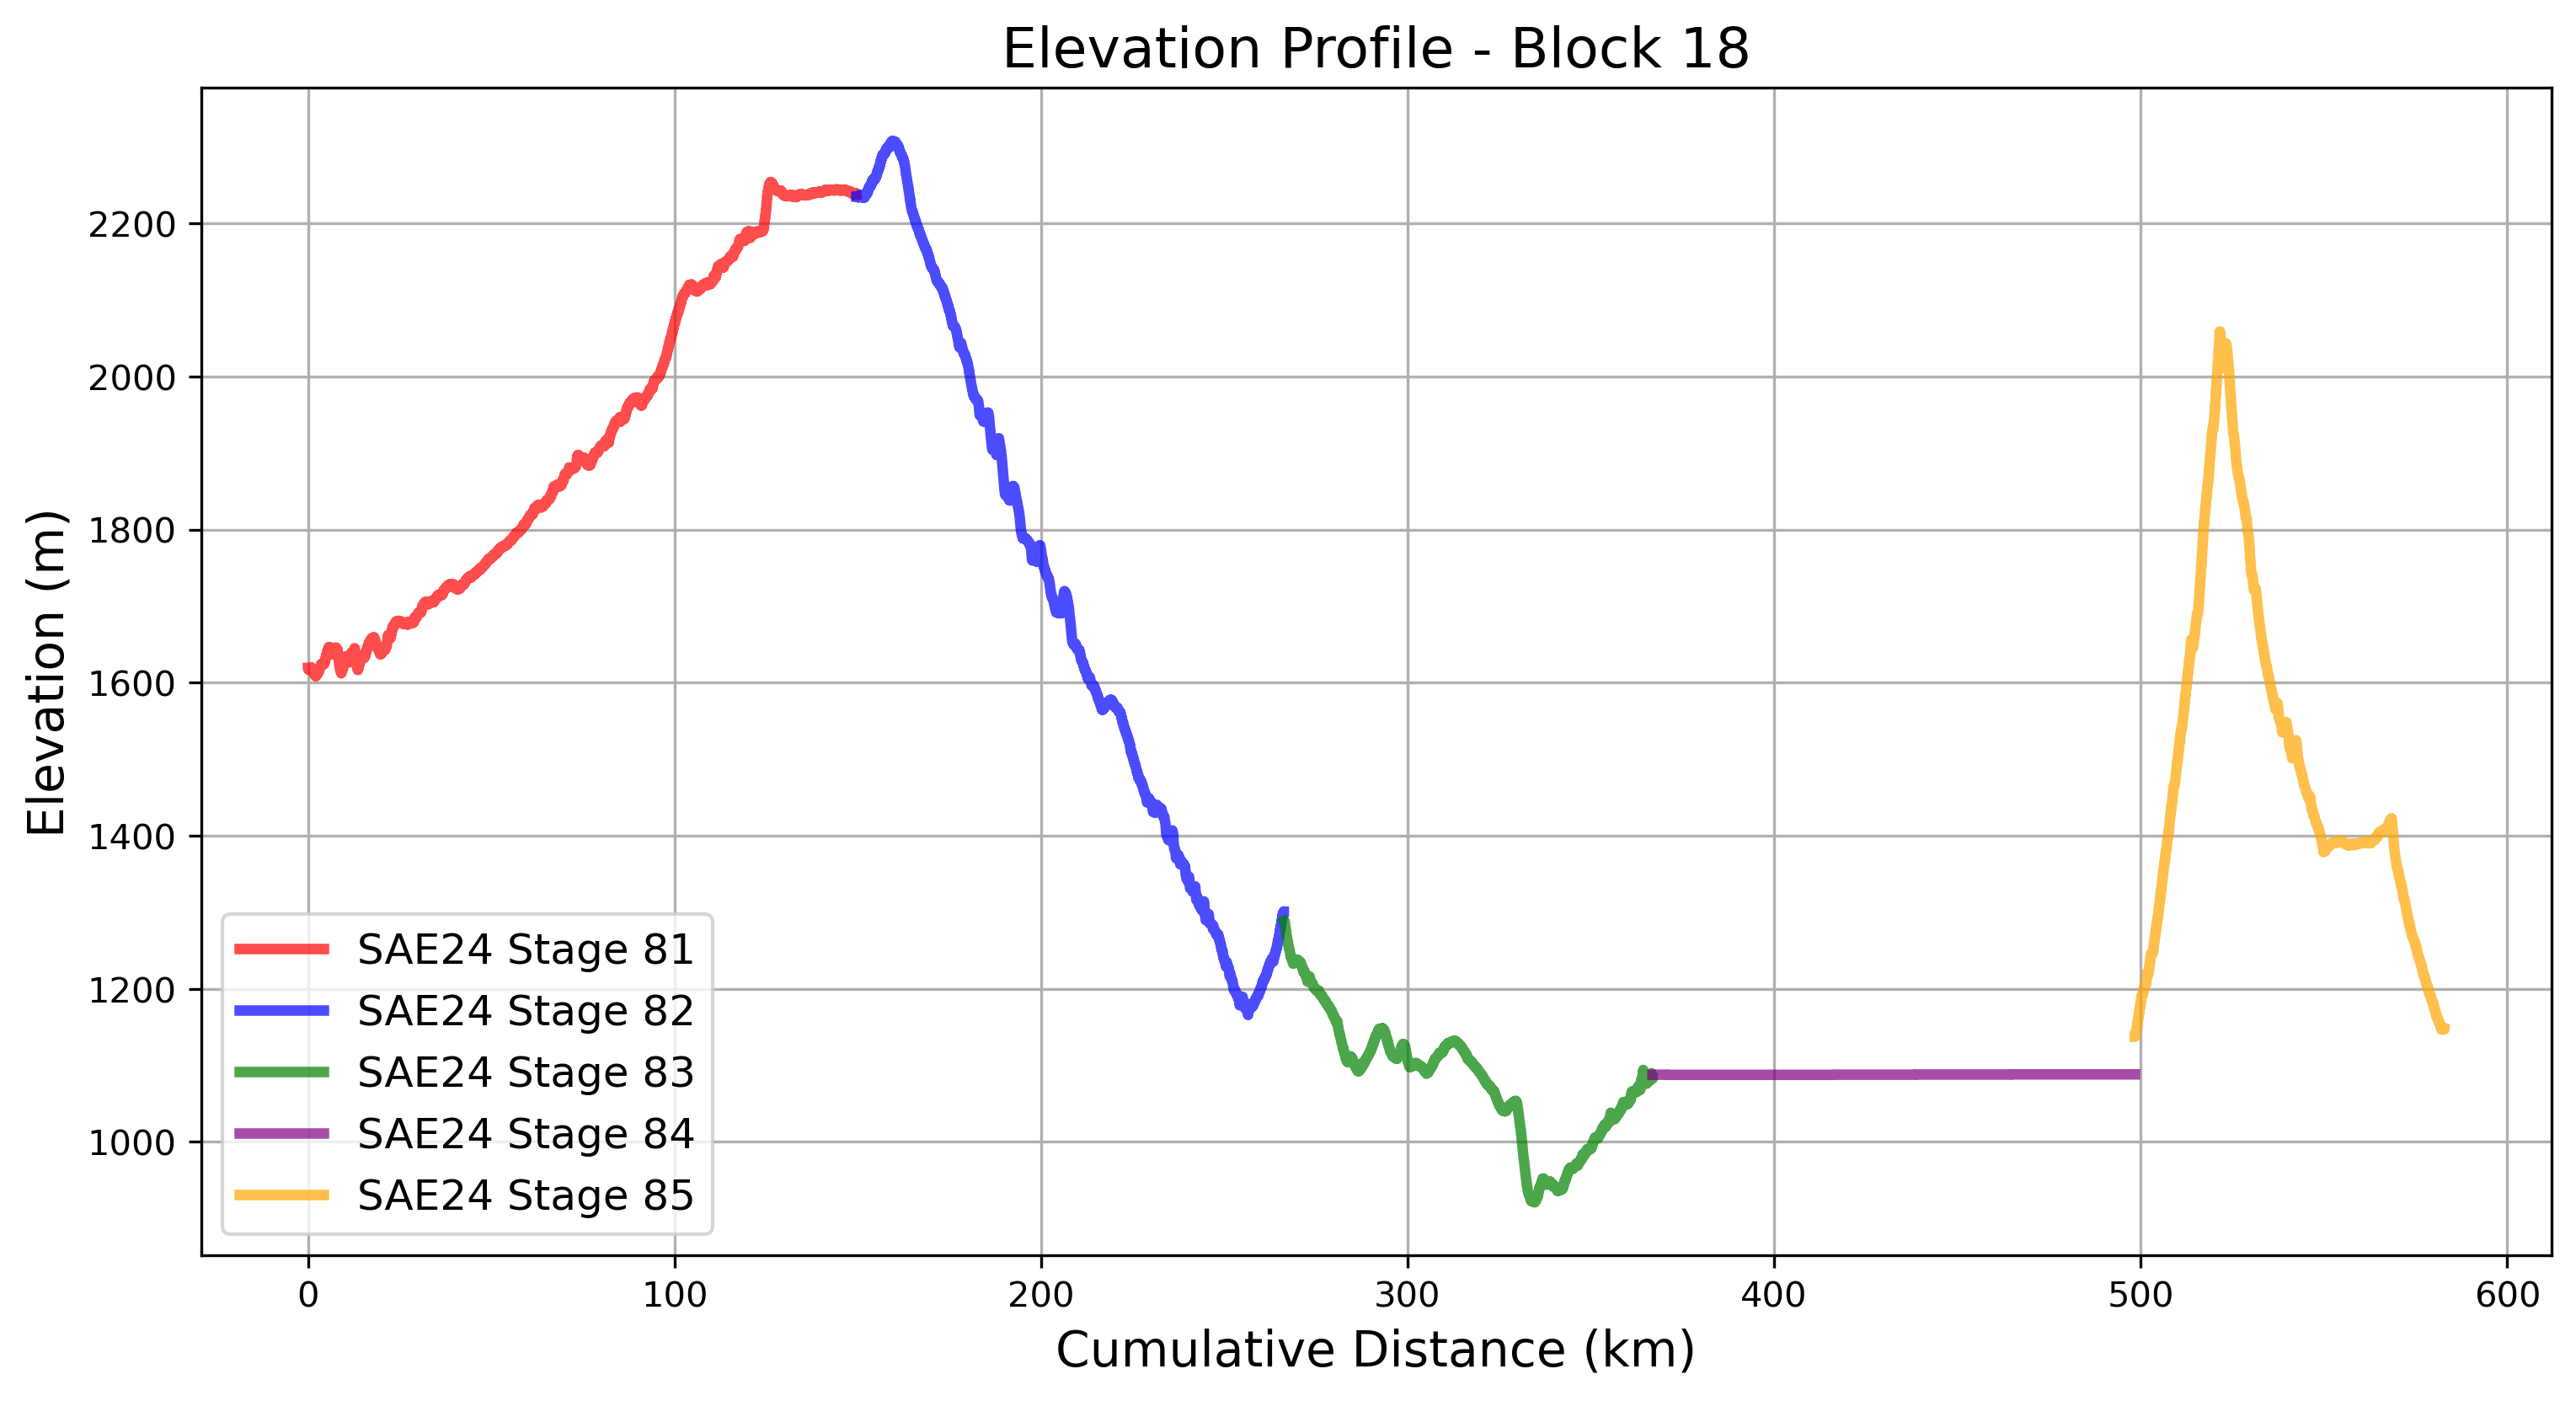 Elevation Profile - Block 18
Elevation (m)
2200
2000
1800
1600
1400
1200
1000
SAE24 Stage 81
SAE24 Stage 82
SAE24 Stage 83
SAE24 Stage 84
SAE24 Stage 85
0 100 200 300 400 500 600
Cumulative Distance (km)